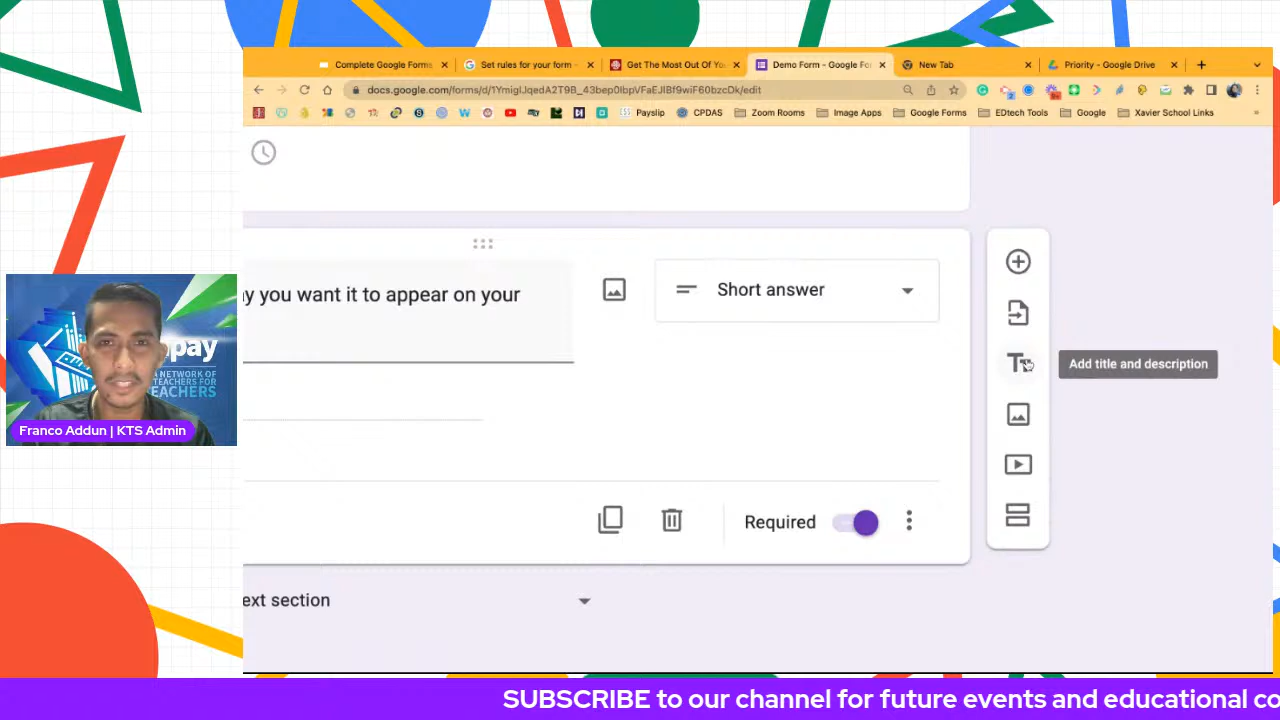 Complete Google Forms
Set rules for your form -
Get The Most Out Of Yo
Demo Form - Google Fo
New Tab
Priority - Google Drive
docs.google.com/forms/d/1YmiglJqedA2T9B_43bep0IbpVFaEJIBf9wiF60bzcDk/edit
Payslip
CPDAS
Zoom Rooms
Image Apps
Google Forms
EDtech Tools
Google
Xavier School Links
y you want it to appear on your
Short answer
Add title and description
pay
A NETWORK OF
TEACHERS FOR
EACHERS
Franco Addun | KTS Admin
Required
ext section
SUBSCRIBE to our channel for future events and educational co